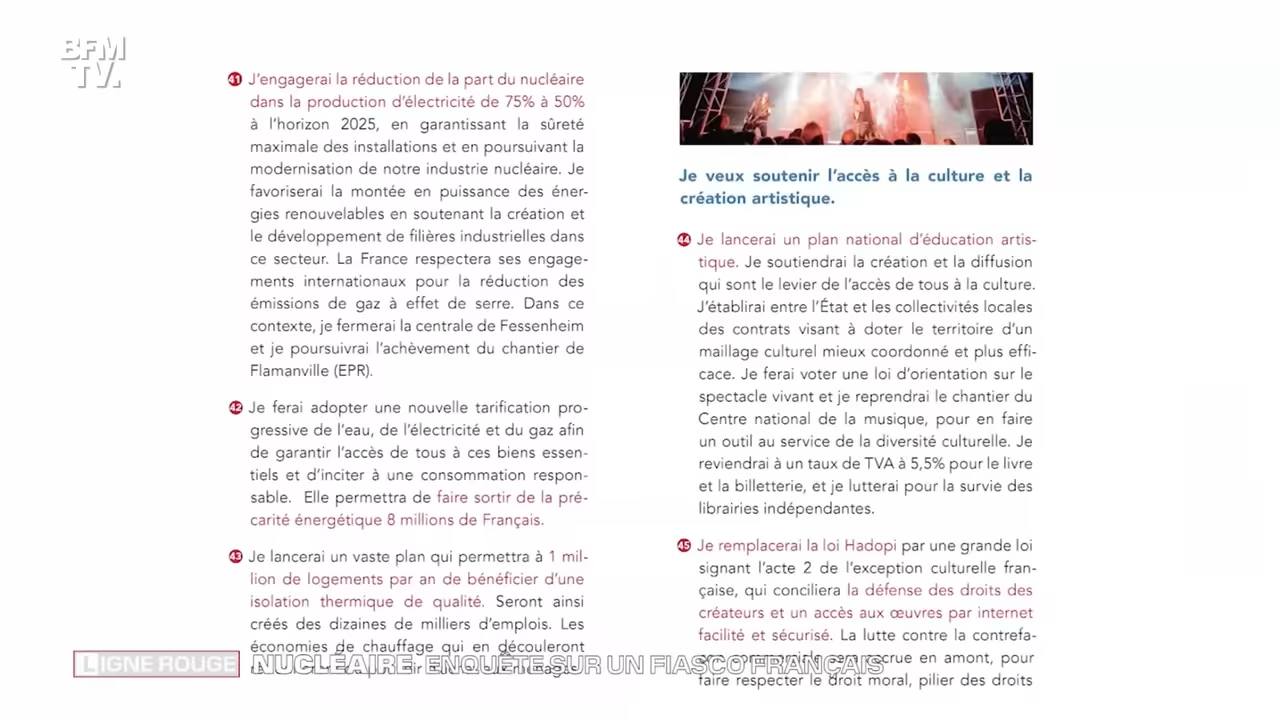 BFM
TV.
41 J'engagerai la réduction de la part du nucléaire
dans la production d'électricité de 75% à 50%
à l'horizon 2025, en garantissant la sûreté
maximale des installations et en poursuivant la
modernisation de notre industrie nucléaire. Je
favoriserai la montée en puissance des éner-
gies renouvelables en soutenant la création et
le développement de filières industrielles dans
ce secteur. La France respectera ses engage-
ments internationaux pour la réduction des
émissions de gaz à effet de serre. Dans ce
contexte, je fermerai la centrale de Fessenheim
et je poursuivrai l'achèvement du chantier de
Flamanville (EPR).
42 Je ferai adopter une nouvelle tarification pro-
gressive de l'eau, de l'électricité et du gaz afin
de garantir l'accès de tous à ces biens essen-
tiels et d'inciter à une consommation respon-
sable. Elle permettra de faire sortir de la pré-
carité énergétique 8 millions de Français.
43 Je lancerai un vaste plan qui permettra à 1 mil-
lion de logements par an de bénéficier d'une
isolation thermique de qualité. Seront ainsi
créés des dizaines de milliers d'emplois. Les
économies de chauffage qui en découleront
Je veux soutenir l'accès à la culture et la
création artistique.
44 Je lancerai un plan national d'éducation artis-
tique. Je soutiendrai la création et la diffusion
qui sont le levier de l'accès de tous à la culture.
J'établirai entre l'État et les collectivités locales
des contrats visant à doter le territoire d'un
maillage culturel mieux coordonné et plus effi-
cace. Je ferai voter une loi d'orientation sur le
spectacle vivant et je reprendrai le chantier du
Centre national de la musique, pour en faire
un outil au service de la diversité culturelle. Je
reviendrai à un taux de TVA à 5,5% pour le livre
et la billetterie, et je lutterai pour la survie des
librairies indépendantes.
45 Je remplacerai la loi Hadopi par une grande loi
signant l'acte 2 de l'exception culturelle fran-
çaise, qui conciliera la défense des droits des
créateurs et un accès aux œuvres par internet
facilité et sécurisé. La lutte contre la contrefa-
accrue en amont, pour
faire respecter le droit moral, pilier des droits
LIGNE ROUGE NUCLÉAIRE: ENQUÊTE SUR UN FIASCO FRANÇAIS